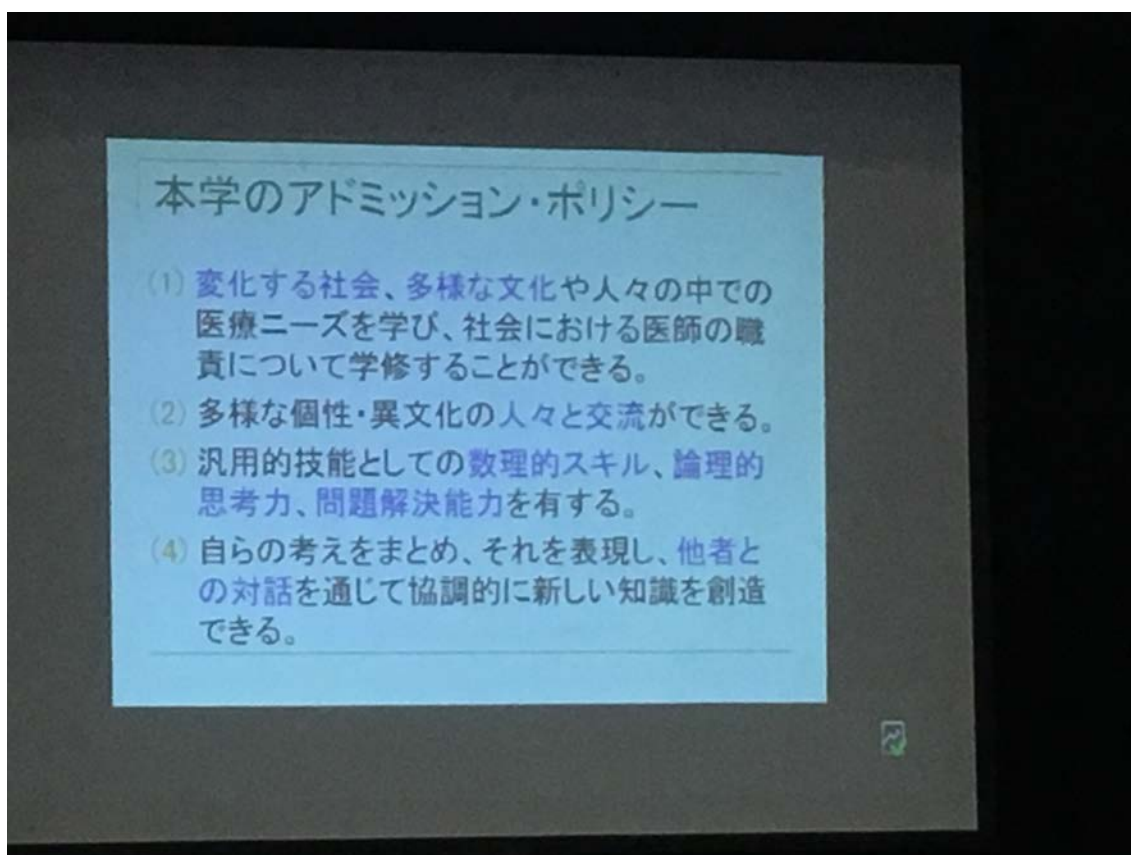 本学のアドミッション・ポリシー
(1) 変化する社会、多様な文化や人々の中での
医療ニーズを学び、社会における医師の職
責について学修することができる。
(2) 多様な個性・異文化の人々と交流ができる。
(3) 汎用的技能としての数理的スキル、論理的
思考力、問題解決能力を有する。
(4) 自らの考えをまとめ、それを表現し、他者と
の対話を通じて協調的に新しい知識を創造
できる。